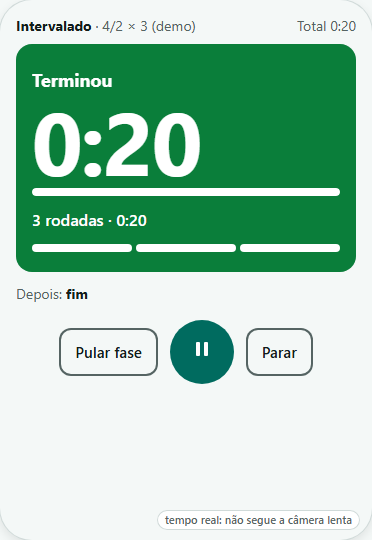 Intervalado · 4/2 × 3 (demo) Total 0:20
Terminou
0:20
3 rodadas · 0:20
Depois: fim
Pular fase Parar
tempo real: não segue a câmera lenta